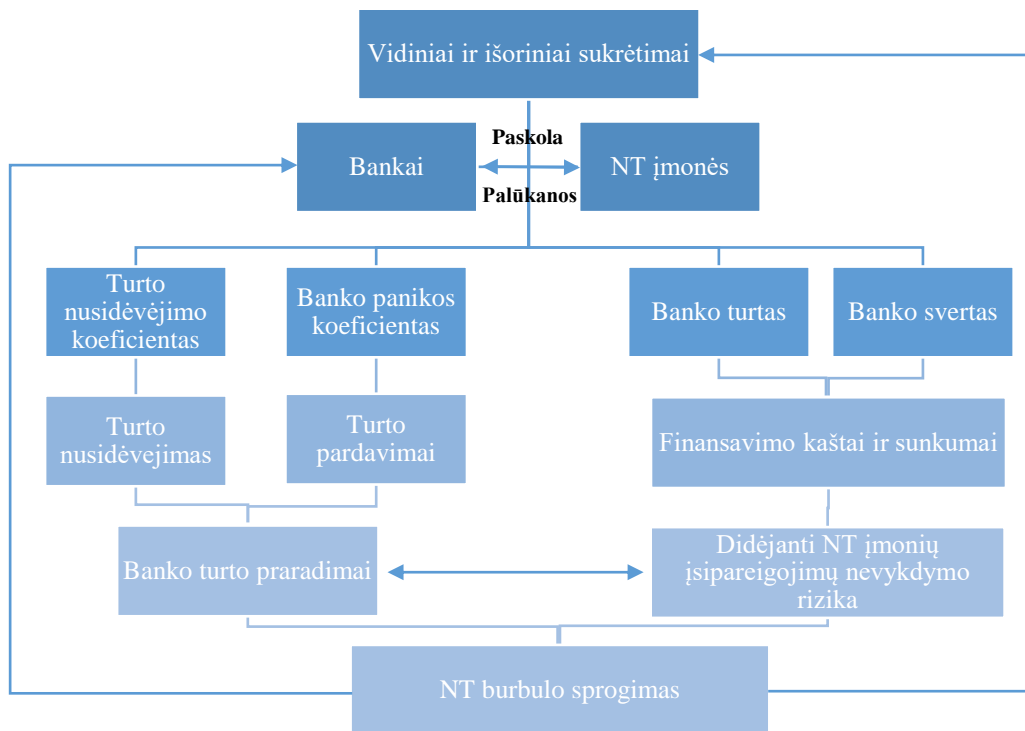 Vidiniai ir išoriniai sukrėtimai
Bankai
Paskola
Palūkanos
NT įmonės
Turto
nusidėvėjimo
koeficientas
Banko panikos
koeficientas
Banko turtas
Banko svertas
Turto
nusidėvejimas
Turto
pardavimai
Finansavimo kaštai ir sunkumai
Banko turto praradimai
Didėjanti NT įmonių
įsipareigojimų nevykdymo
rizika
NT burbulo sprogimas